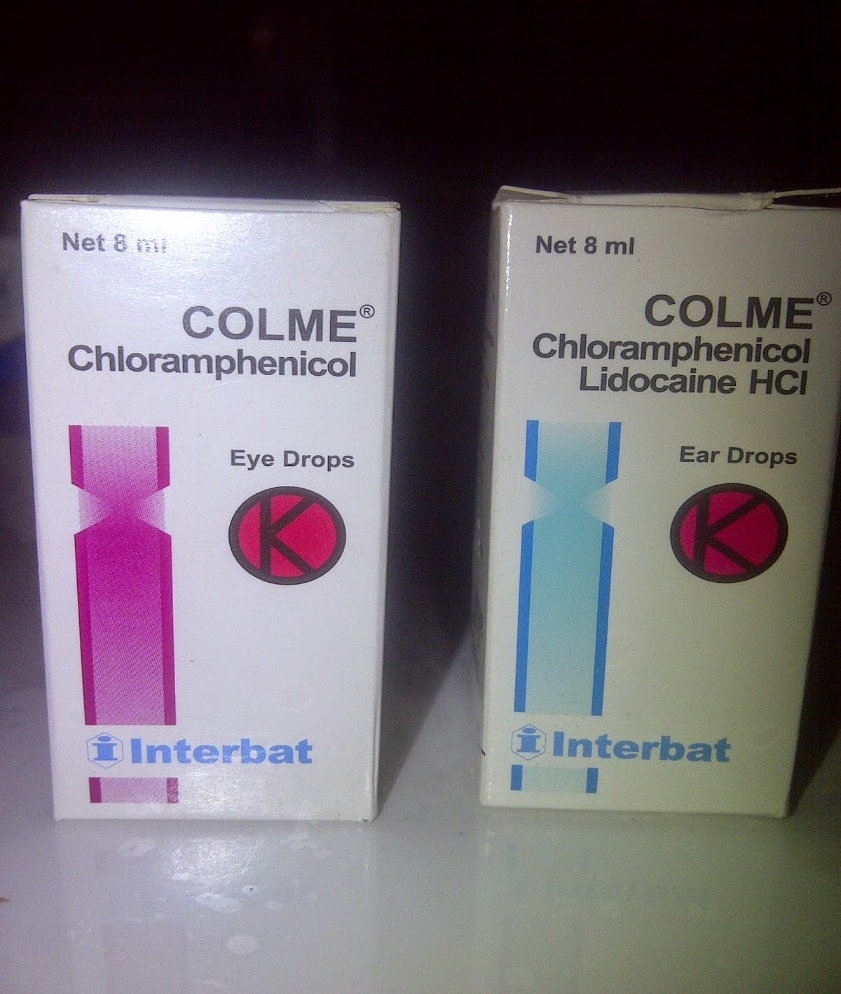 Net 8 ml
COLME®
Chloramphenicol
Eye Drops
K
Interbat
Net 8 ml
COLME®
Chloramphenicol
Lidocaine HCl
Ear Drops
K
Interbat